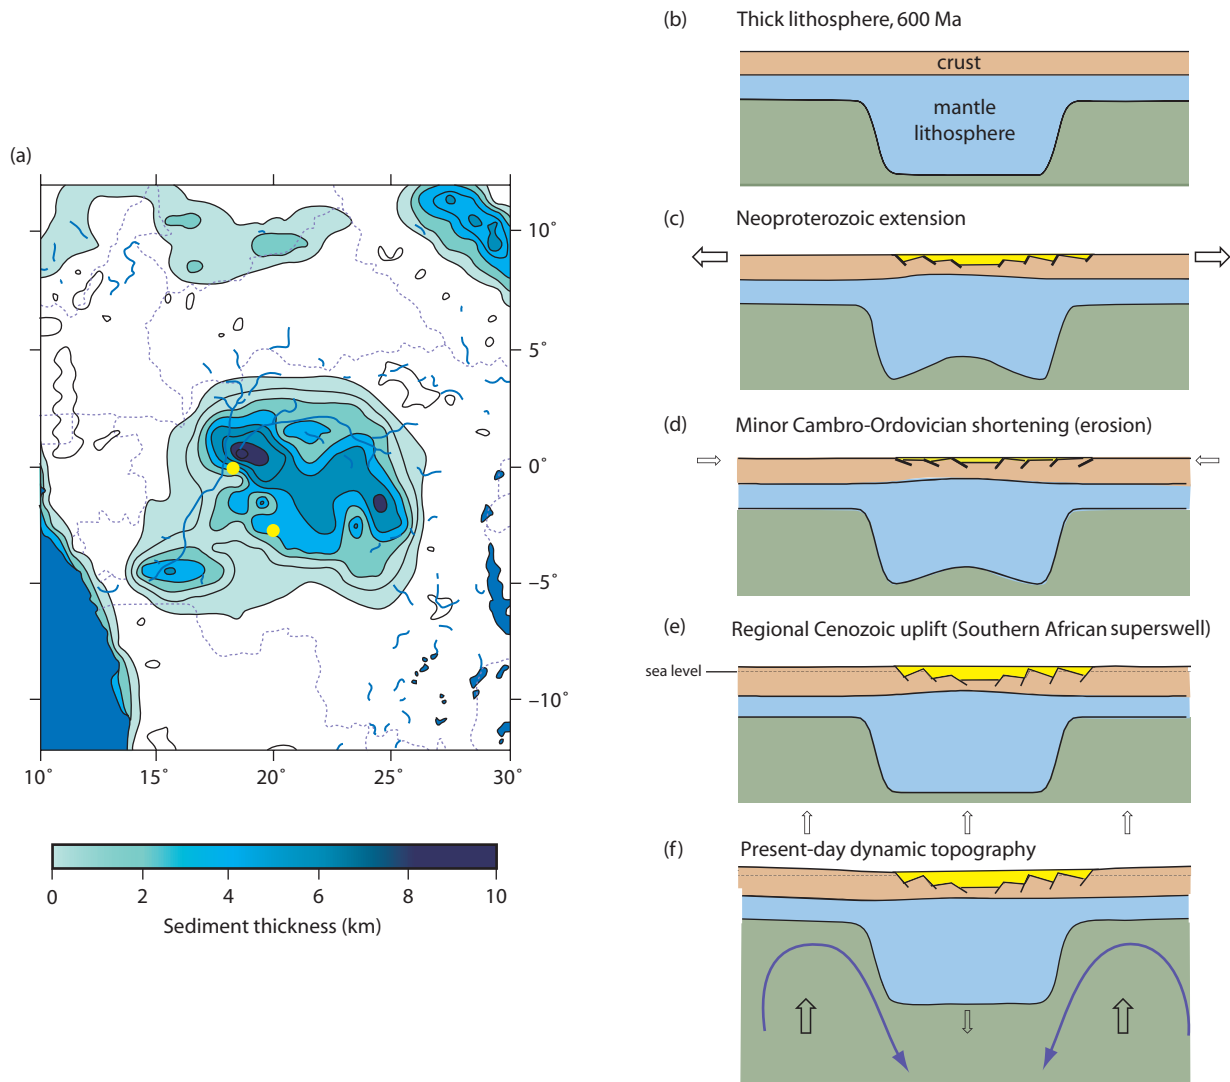 (a)
10˚
5˚
0˚
−5˚
−10˚
10˚ 15˚ 20˚ 25˚ 30˚
0 2 4 6 8 10
Sediment thickness (km)
(b) Thick lithosphere, 600 Ma
crust
mantle
lithosphere
(c) Neoproterozoic extension
(d) Minor Cambro-Ordovician shortening (erosion)
(e) Regional Cenozoic uplift (Southern African superswell)
sea level
(f) Present-day dynamic topography